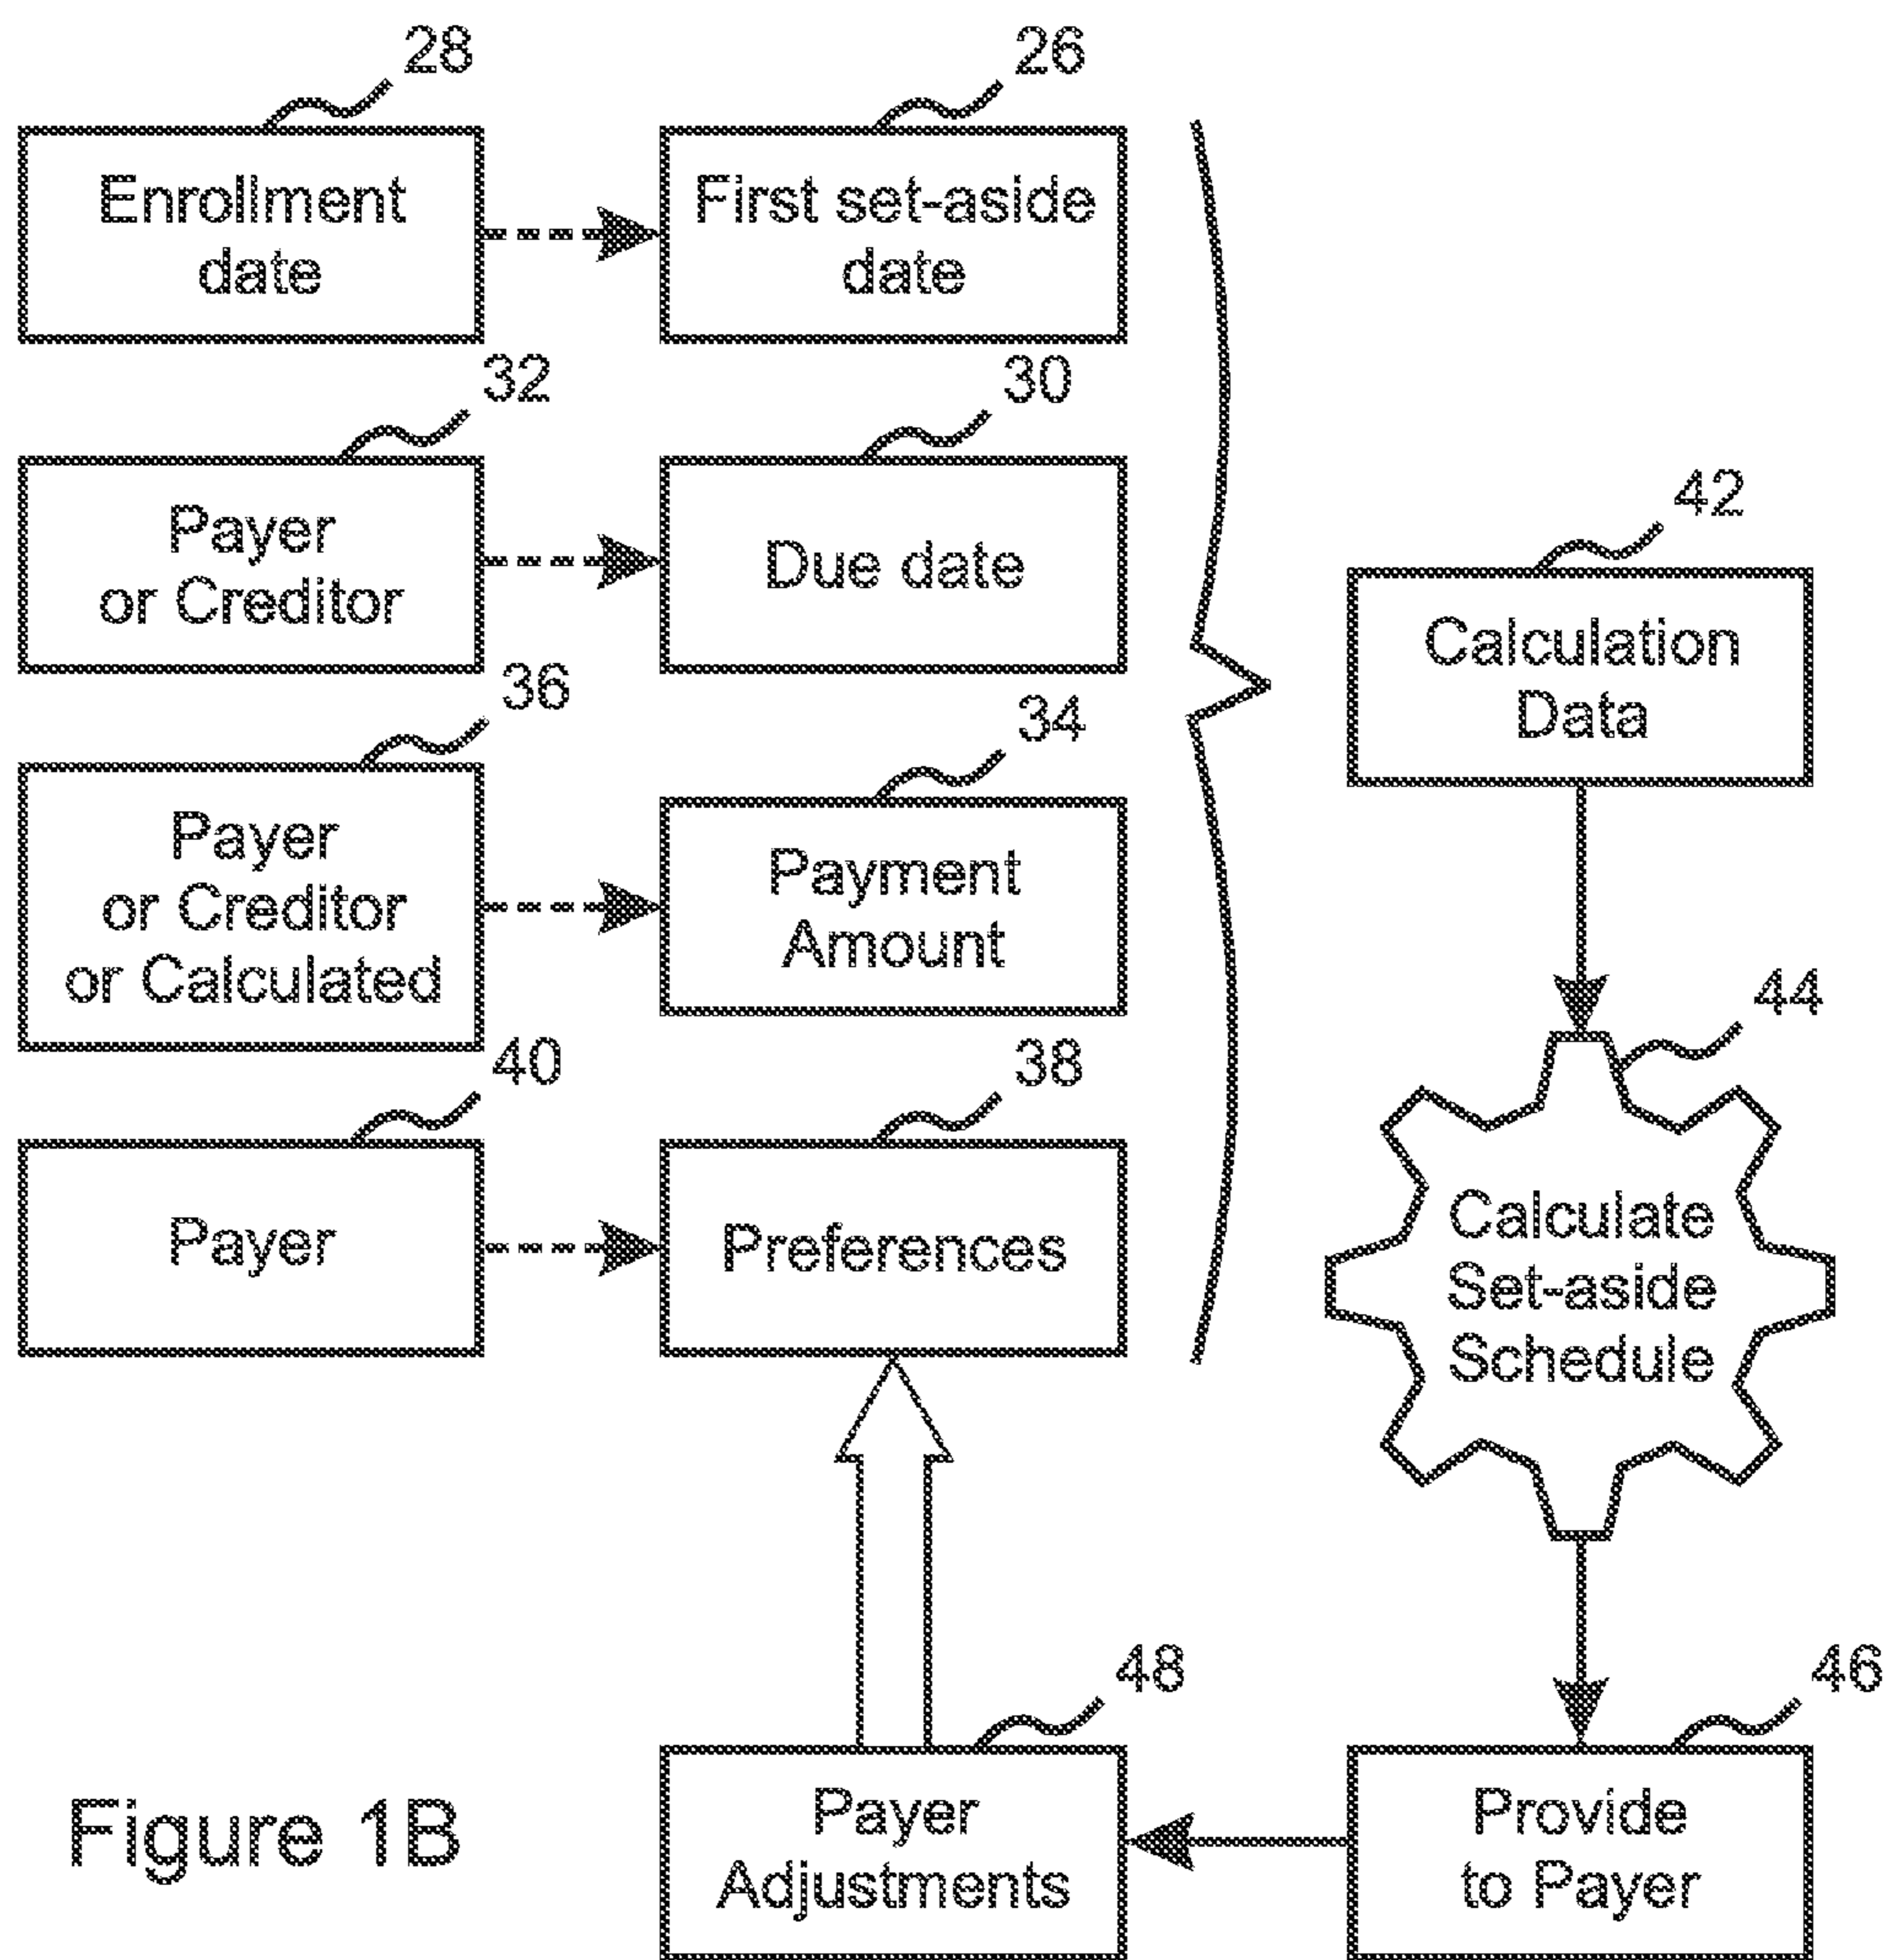 28
Enrollment
date
26
First set-aside
date
32
Payer
or Creditor
30
Due date
36
Payer
or Creditor
or Calculated
34
Payment
Amount
40
Payer
38
Preferences
42
Calculation
Data
44
Calculate
Set-aside
Schedule
46
Provide
to Payer
48
Payer
Adjustments
Figure 1B